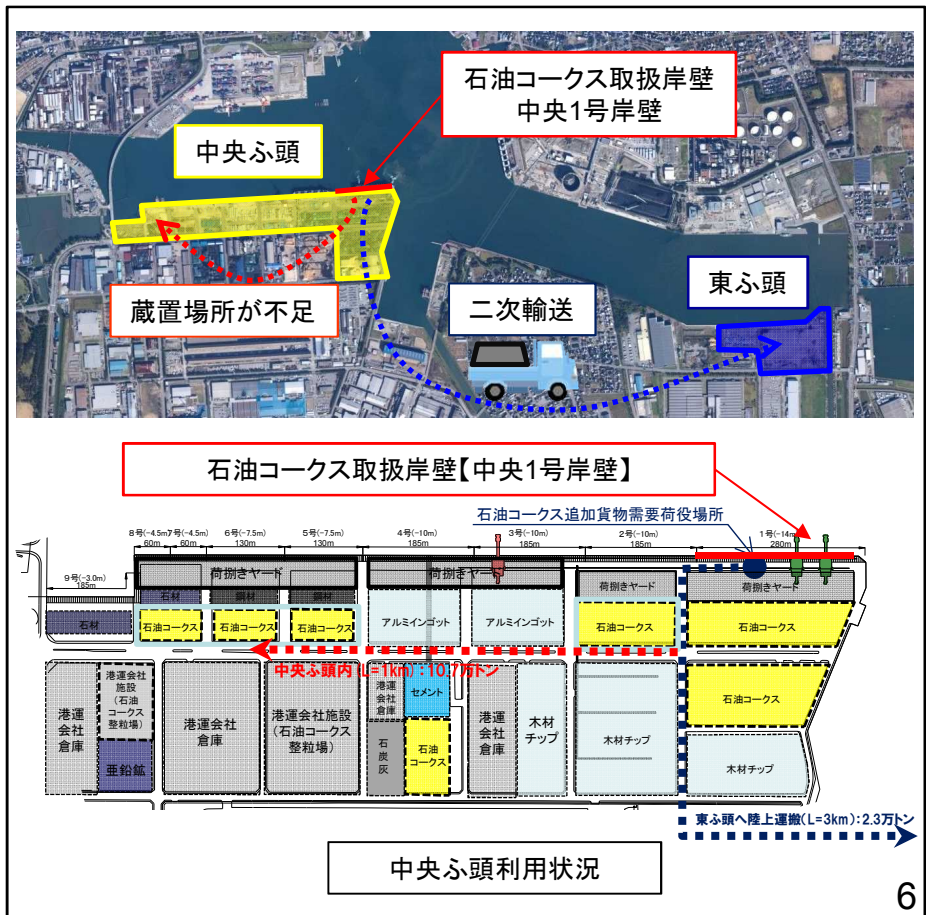 石油コークス取扱岸壁
中央1号岸壁
中央ふ頭
蔵置場所が不足
二次輸送
東ふ頭
石油コークス取扱岸壁【中央1号岸壁】
石油コークス追加貨物需要荷役場所
9号(-3.0m)
185m
8号(-4.5m)
60m
7号(-4.5m)
60m
6号(-7.5m)
130m
5号(-7.5m)
130m
4号(-10m)
185m
3号(-10m)
185m
2号(-10m)
185m
1号(-14m)
280m
荷捌きヤード
荷捌きヤード
荷捌きヤード
荷捌きヤード
石材
鋼材
鋼材
石材
石油コークス
石油コークス
石油コークス
アルミインゴット
アルミインゴット
石油コークス
石油コークス
中央ふ頭内(L=1km):10.7万トン
港運
会社
倉庫
港運会社
施設
(石油
コークス
整粒場)
亜鉛鉱
港運会社
倉庫
港運会社施設
(石油コークス
整粒場)
港運
会社
倉庫
石
炭
灰
セメント
石油
コークス
港運
会社
倉庫
木材
チップ
木材チップ
石油コークス
木材チップ
東ふ頭へ陸上運搬(L=3km):2.3万トン
中央ふ頭利用状況
6